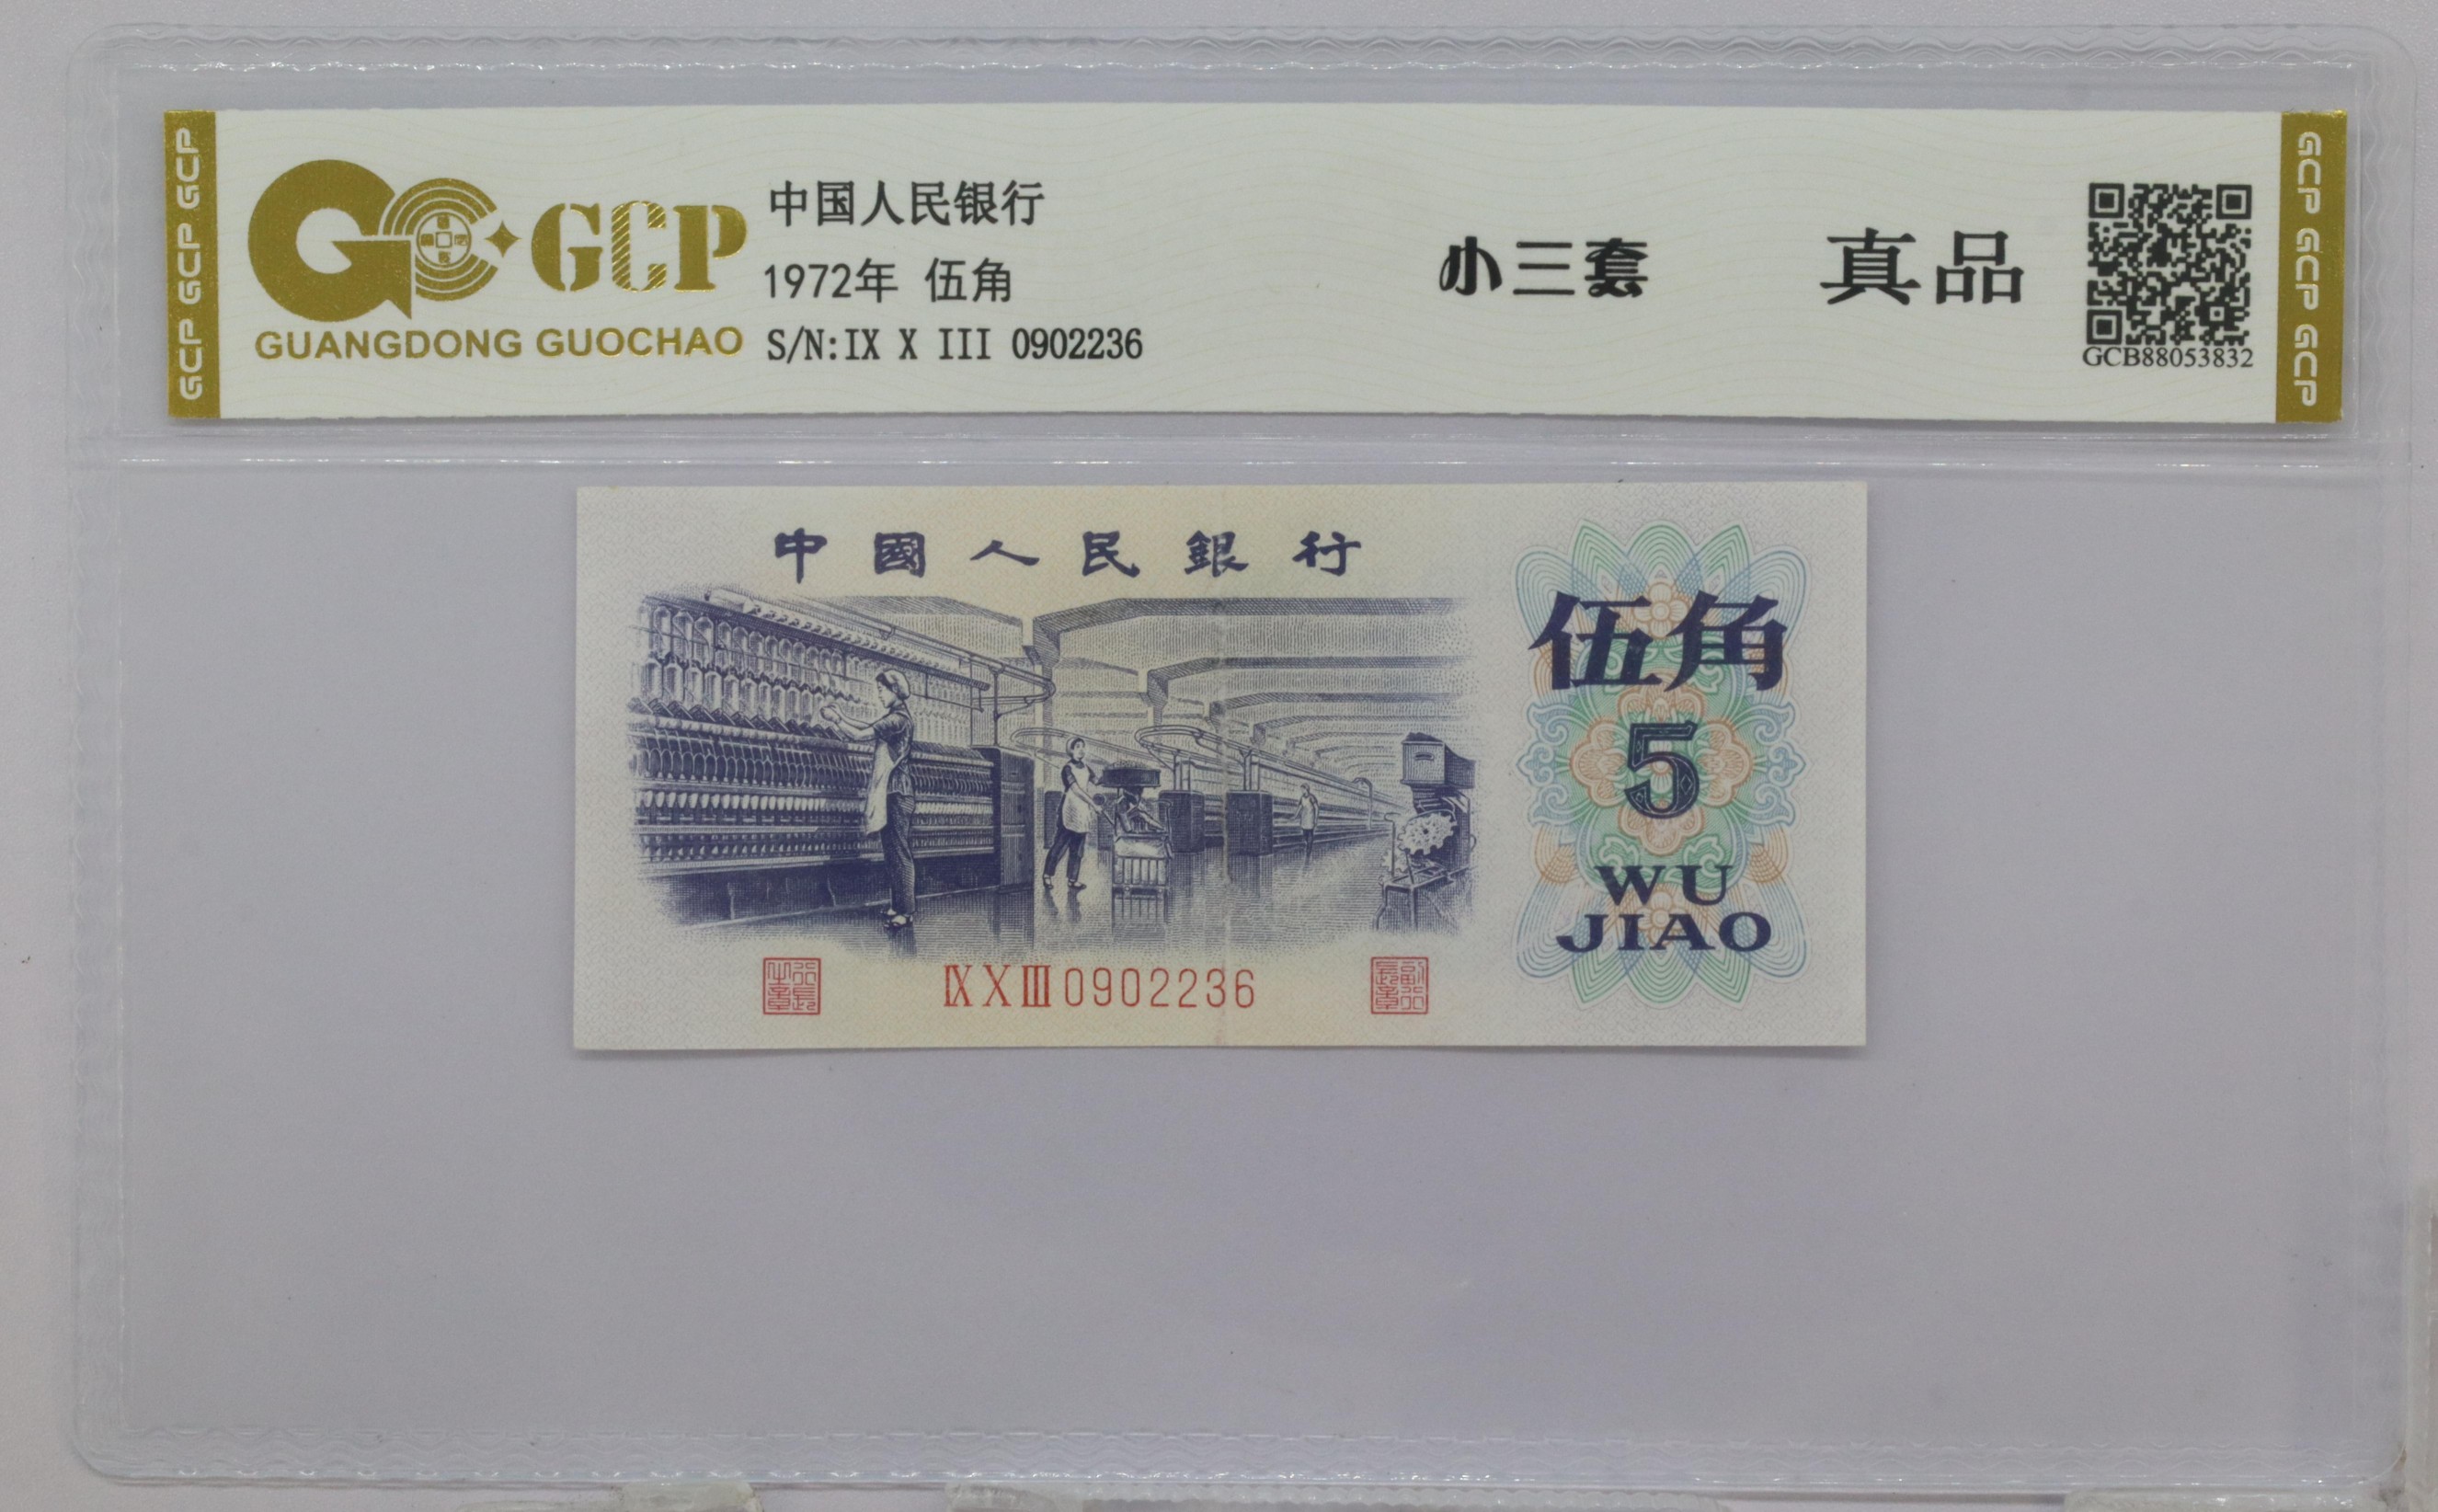 GCP GCP GCP
GCP
GUANGDONG GUOCHAO
中国人民银行
1972年 伍角
S/N:IX X III 0902236
小三套
真品
GCB88053832
GCP GCP GCP
中國人民銀行
伍角
5
WU
JIAO
ⅨⅩⅢ0902236